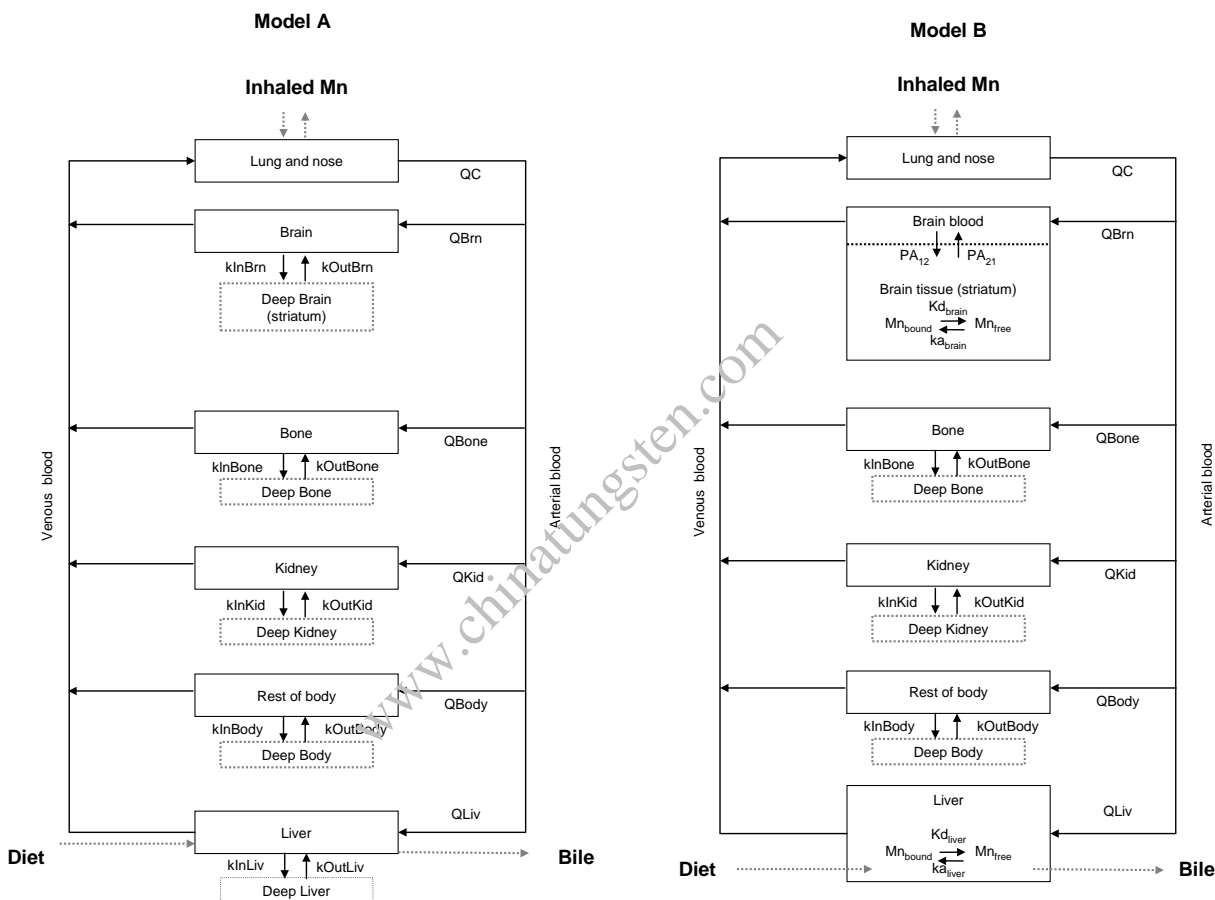 Model A
Inhaled Mn
Lung and nose
QC
Brain
QBrn
kInBrn
kOutBrn
Deep Brain
(striatum)
Bone
QBone
kInBone
kOutBone
Deep Bone
Venous blood
Arterial blood
Kidney
QKid
kInKid
kOutKid
Deep Kidney
Rest of body
QBody
kInBody
kOutBody
Deep Body
QLiv
Liver
Diet
Bile
kInLiv
kOutLiv
Deep Liver
www.chinatungsten.com
Model B
Inhaled Mn
Lung and nose
QC
Brain blood
QBrn
PA12
PA21
Brain tissue (striatum)
Kdbrain
Mnbound
Mnfree
kabrain
Bone
QBone
kInBone
kOutBone
Deep Bone
Venous blood
Arterial blood
Kidney
QKid
kInKid
kOutKid
Deep Kidney
Rest of body
QBody
kInBody
kOutBody
Deep Body
Liver
QLiv
Kdliver
Mnbound
Mnfree
kaliver
Diet
Bile